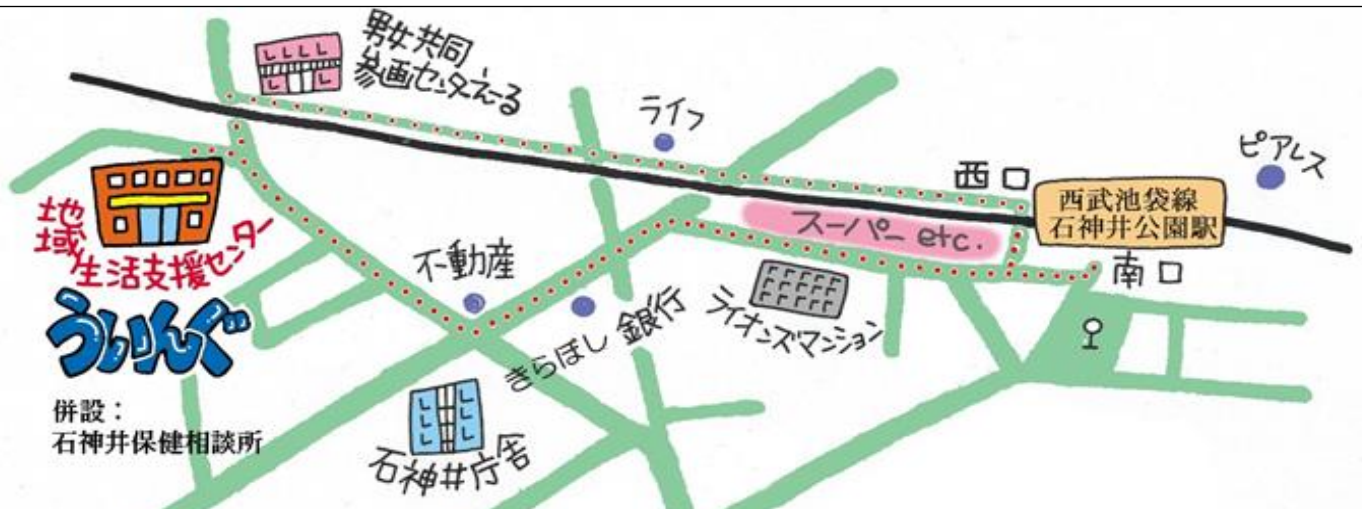 男女共同
参画センターえーる
ライフ
ピアレス
西口
西武池袋線
石神井公園駅
スーパー etc.
南口
地域
生活支援センター
ういんぐ
不動産
きらぼし銀行
ライオンズマンション
石神井庁舎
併設：
石神井保健相談所